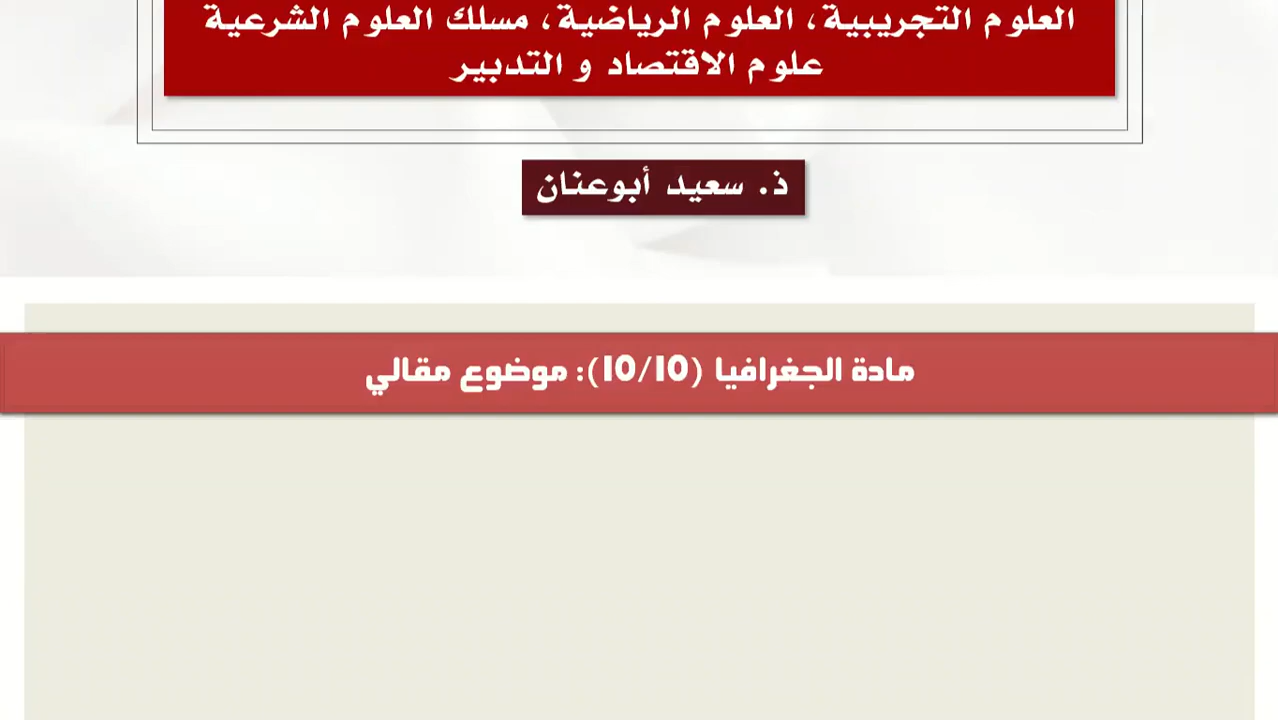 العلوم التجريبية، العلوم الرياضية، مسلك العلوم الشرعية
علوم الاقتصاد و التدبير
ذ. سعيد أبوعنان
مادة الجغرافيا (10/10): موضوع مقالي